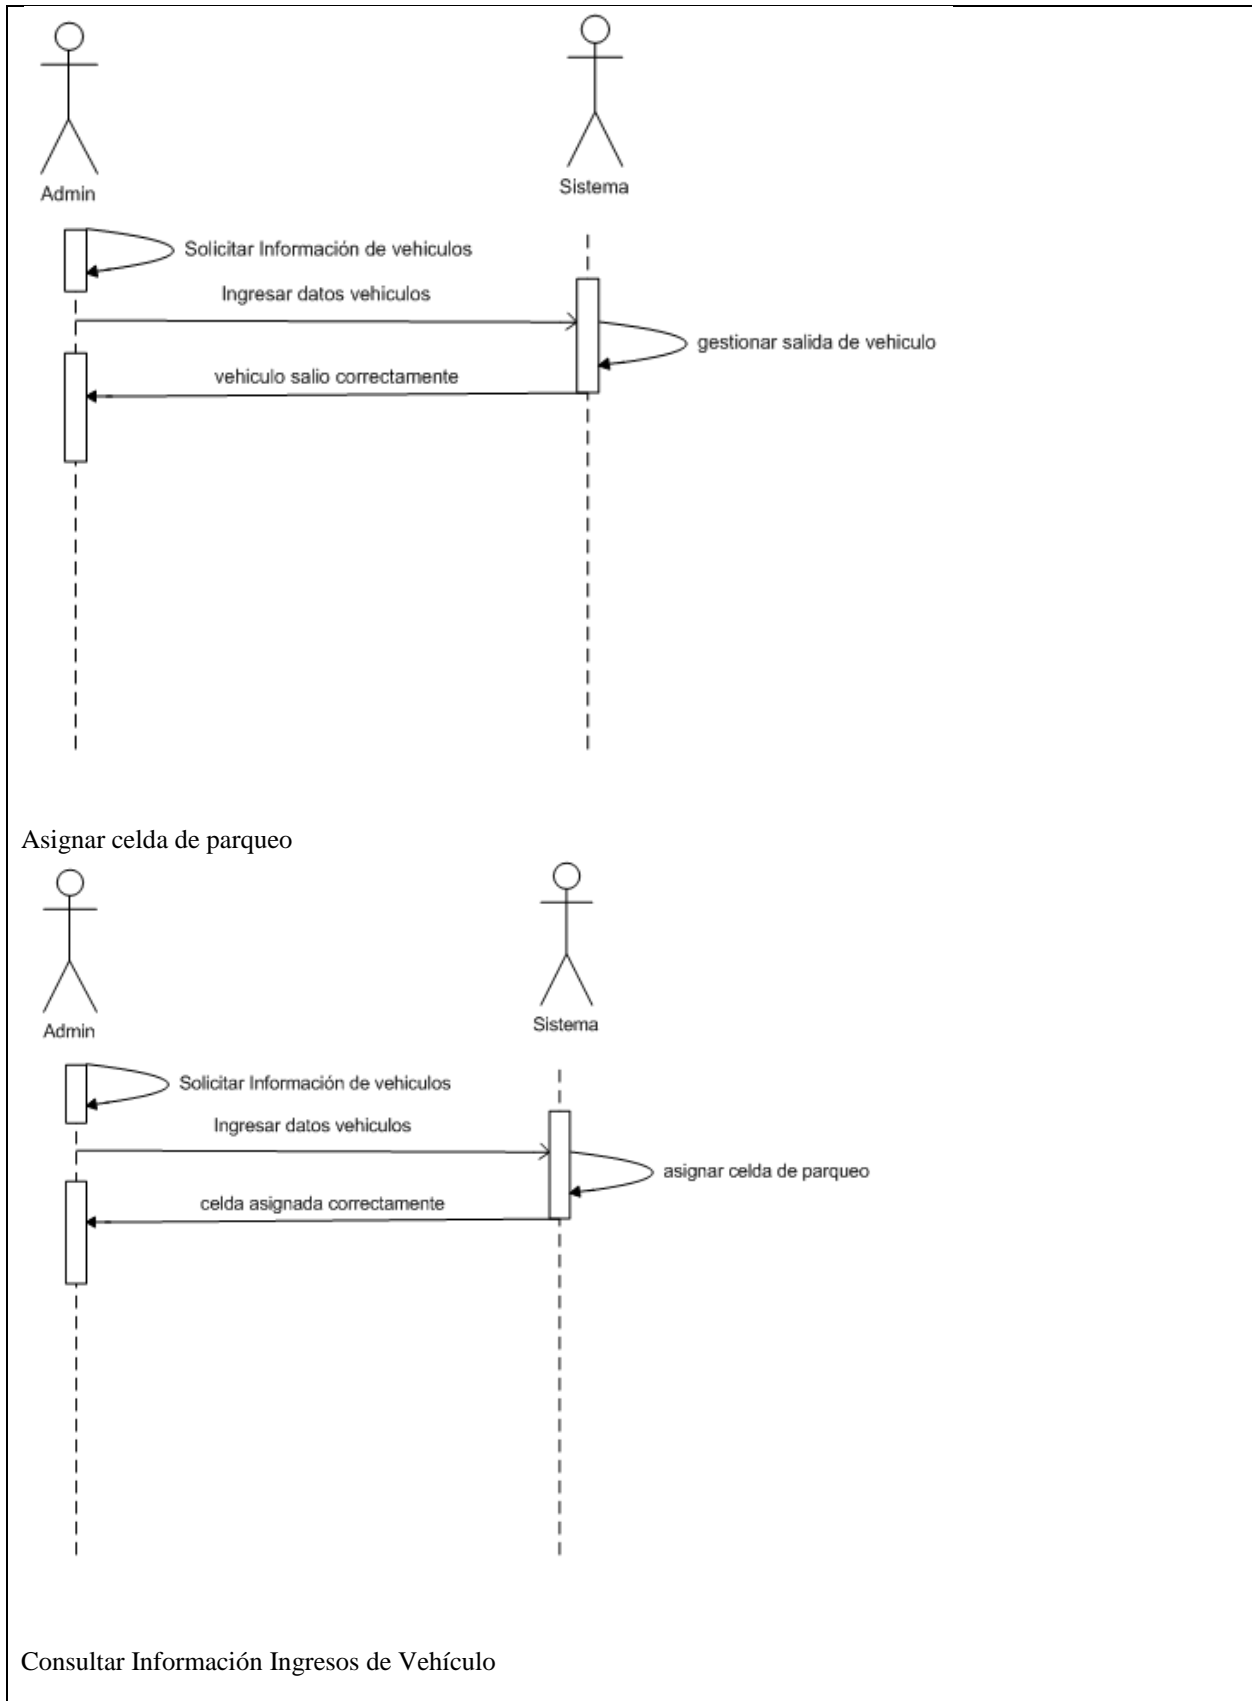 Admin
Sistema
Solicitar Información de vehiculos
Ingresar datos vehiculos
gestionar salida de vehiculo
vehiculo salio correctamente
Asignar celda de parqueo
Admin
Sistema
Solicitar Información de vehiculos
Ingresar datos vehiculos
asignar celda de parqueo
celda asignada correctamente
Consultar Información Ingresos de Vehículo